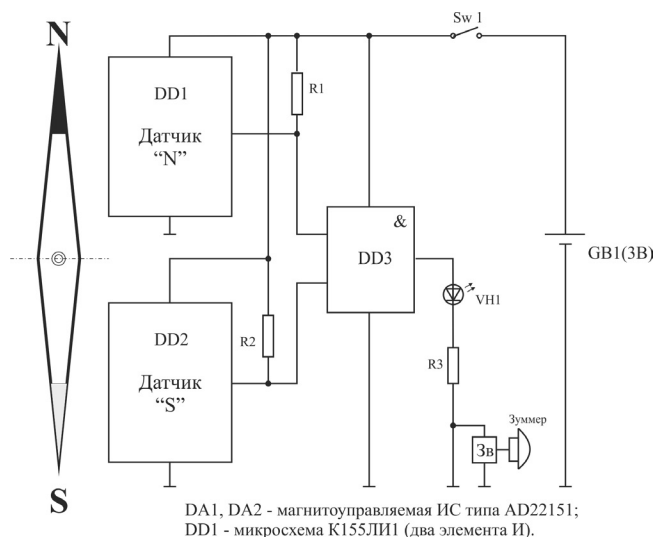 N
Sw 1
DD1
R1
Датчик
“N”
&
DD3
GB1(3В)
VH1
DD2
R2
Датчик
“S”
R3
Зуммер
Зв
S
DA1, DA2 - магнитоуправляемая ИС типа AD22151;
DD1 - микросхема К155ЛИ1 (два элемента И).